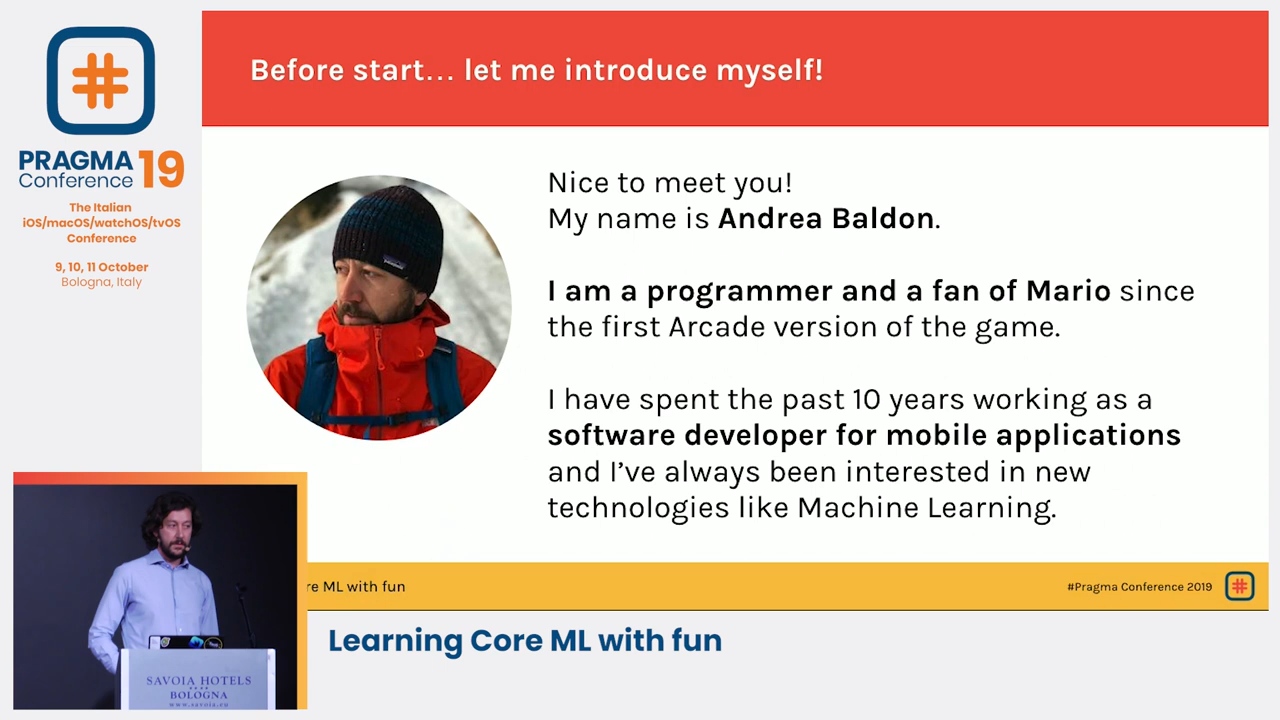 #
PRAGMA 19
Conference
The Italian
iOS/macOS/watchOS/tvOS
Conference
9, 10, 11 October
Bologna, Italy
Before start... let me introduce myself!
Nice to meet you!
My name is Andrea Baldon.
I am a programmer and a fan of Mario since
the first Arcade version of the game.
I have spent the past 10 years working as a
software developer for mobile applications
and I’ve always been interested in new
technologies like Machine Learning.
re ML with fun
#Pragma Conference 2019
#
SAVOIA HOTELS
BOLOGNA
www.savoia.eu
Learning Core ML with fun